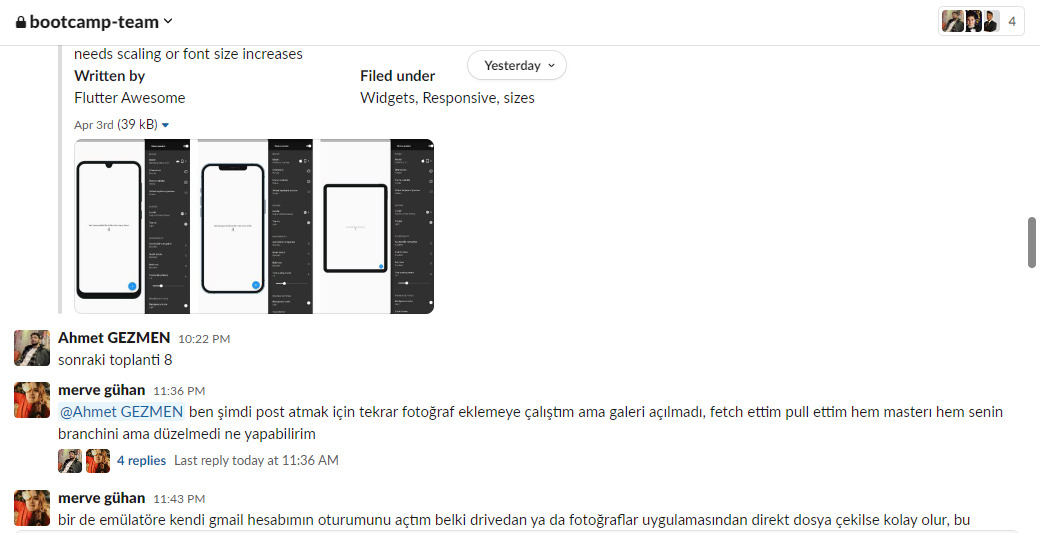 bootcamp-team
4
needs scaling or font size increases
Yesterday
Written by
Filed under
Flutter Awesome
Widgets, Responsive, sizes
Apr 3rd (39 kB)
Ahmet GEZMEN 10:22 PM
sonraki toplanti 8
merve gühan 11:36 PM
@Ahmet GEZMEN ben şimdi post atmak için tekrar fotoğraf eklemeye çalıştım ama galeri açılmadı, fetch ettim pull ettim hem masterı hem senin
branchini ama düzelmedi ne yapabilirim
4 replies Last reply today at 11:36 AM
merve gühan 11:43 PM
bir de emülatöre kendi gmail hesabımın oturumunu açtım belki drivedan ya da fotoğraflar uygulamasından direkt dosya çekilse kolay olur, bu